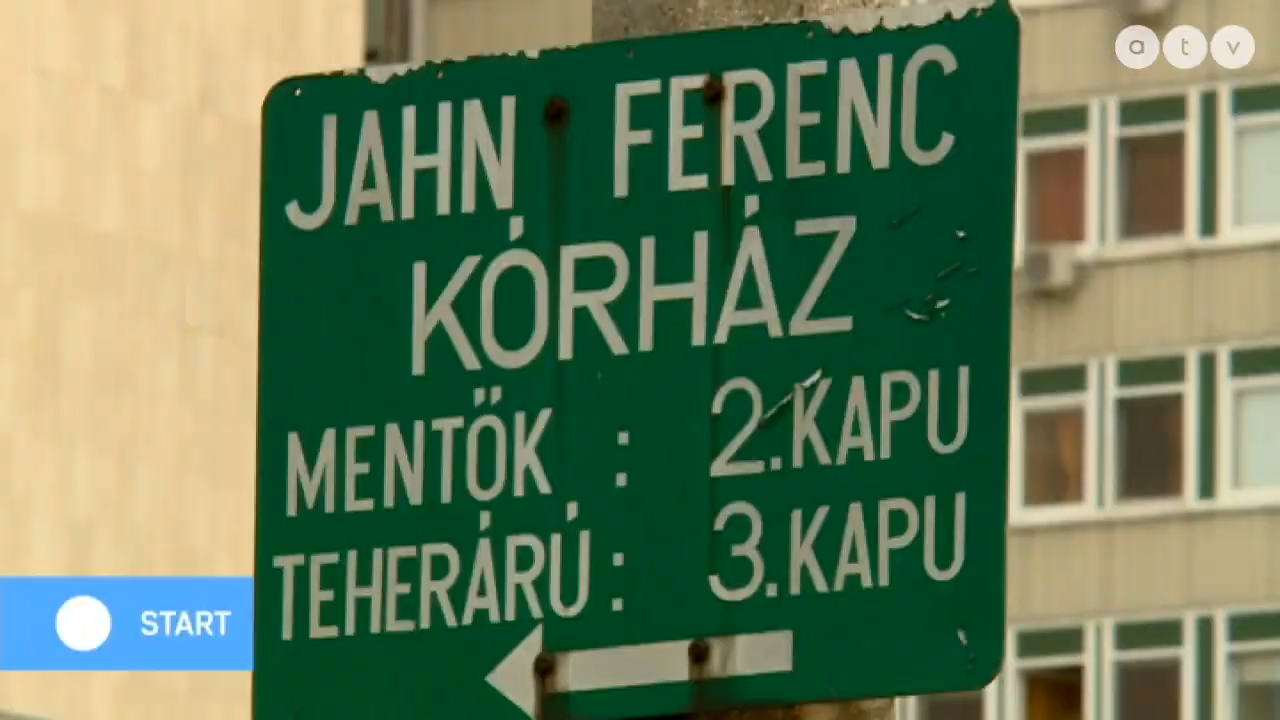 atv
JAHN FERENC
KÓRHÁZ
MENTÖK : 2.KAPU
TEHERÁRÚ: 3.KAPU
START